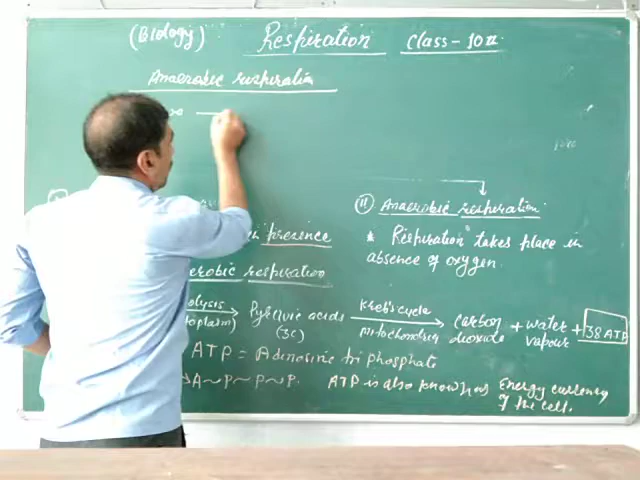 (Biology) Respiration Class-10th
Anaerobic respiration
(II) Anaerobic respiration
presence
* Respiration takes place in
absence of oxygen.
erobic respiration
olysis Pyruvic acids Kreb's cycle Carbon + water + 38 ATP
toplasm) (3C) Mitochondria dioxide vapour
ATP = Adinosine tri phosphate
A~P~P~P. ATP is also known as Energy currency
of the cell.